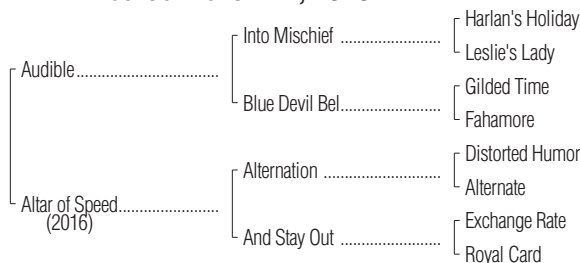 Harlan's Holiday
Into Mischief ........................
Leslie's Lady
Audible ..................................
Gilded Time
Blue Devil Bel........................
Fahamore
Distorted Humor
Alternation ............................
Alternate
Altar of Speed........................
(2016)
Exchange Rate
And Stay Out ........................
Royal Card